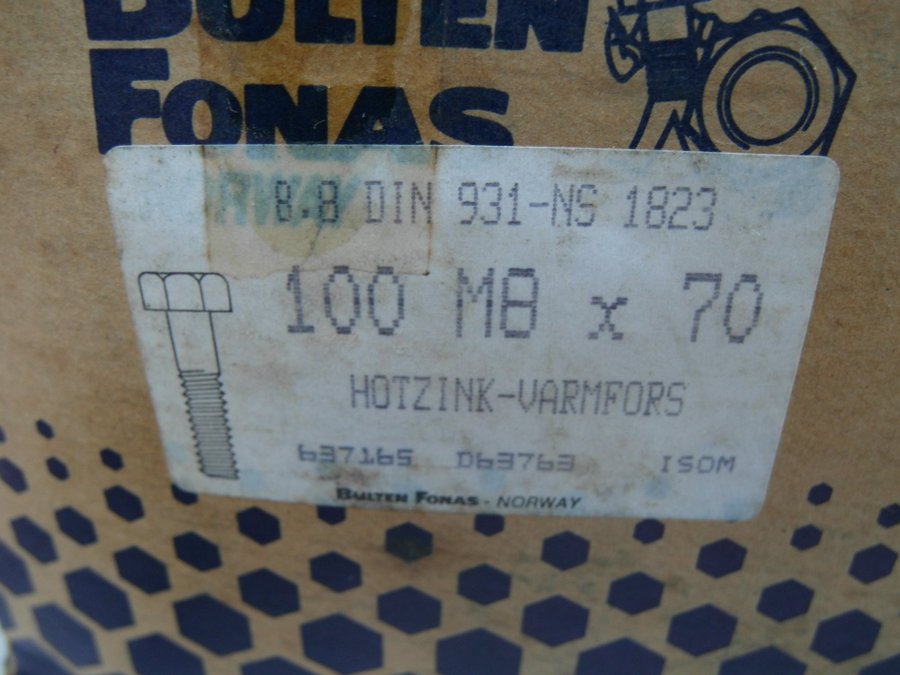 BULTEN
FONAS
NORWAY
8.8 DIN 931-NS 1823
100 M8 x 70
HOTZINK-VARMFORS
637165 D63763 ISOM
BULTEN FONAS - NORWAY